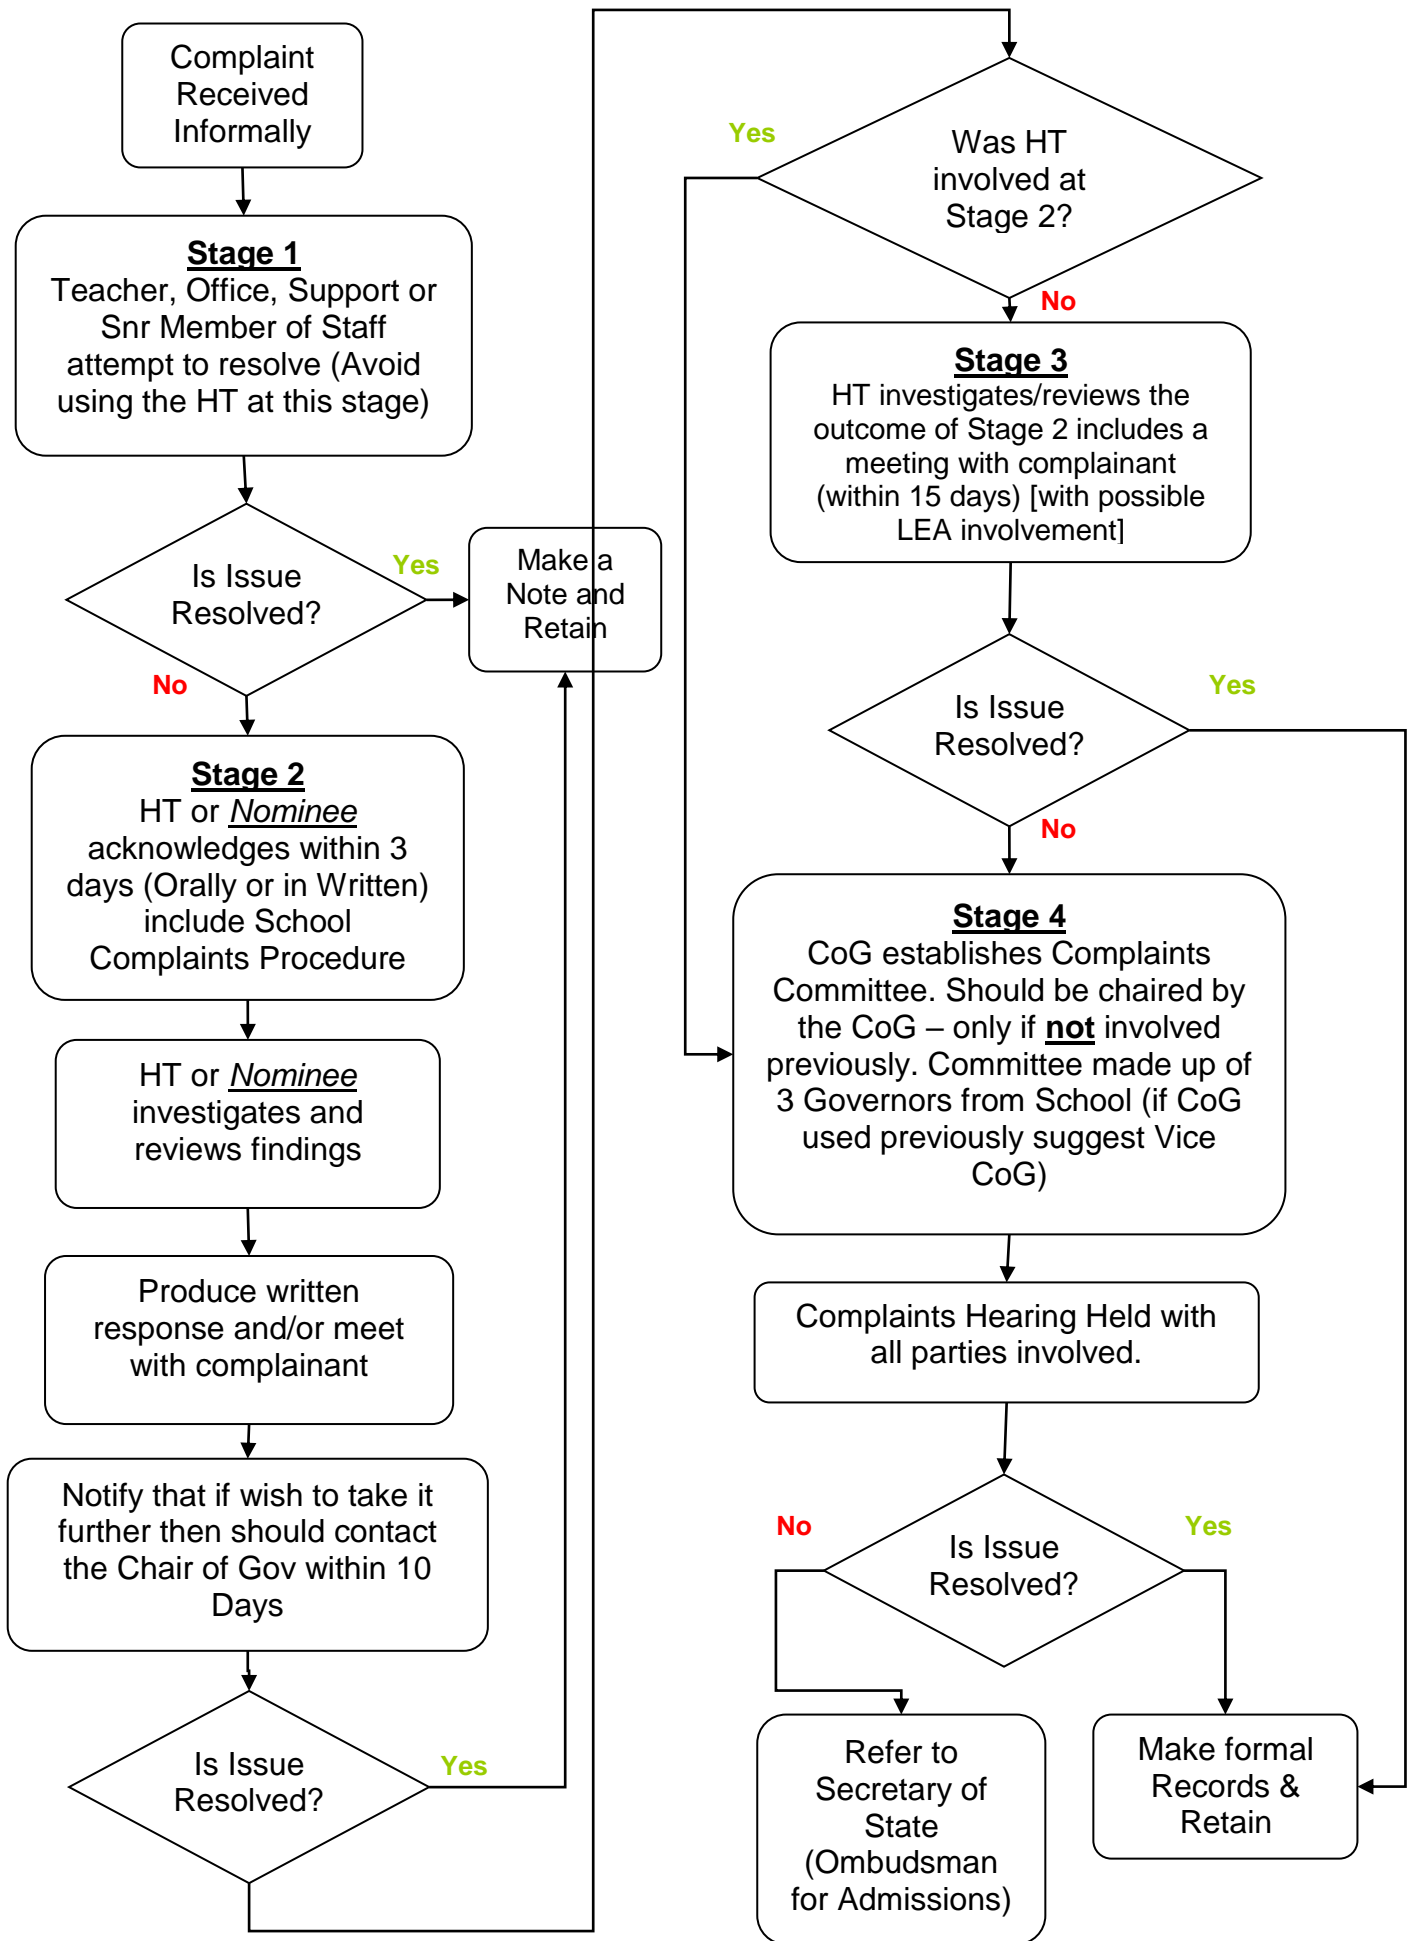 Complaint
Received
Informally
Stage 1
Teacher, Office, Support or
Snr Member of Staff
attempt to resolve (Avoid
using the HT at this stage)
Is Issue
Resolved?
Yes
Make a
Note and
Retain
No
Stage 2
HT or Nominee
acknowledges within 3
days (Orally or in Written)
include School
Complaints Procedure
HT or Nominee
investigates and
reviews findings
Produce written
response and/or meet
with complainant
Notify that if wish to take it
further then should contact
the Chair of Gov within 10
Days
Is Issue
Resolved?
Yes
Was HT
involved at
Stage 2?
Yes
No
Stage 3
HT investigates/reviews the
outcome of Stage 2 includes a
meeting with complainant
(within 15 days) [with possible
LEA involvement]
Is Issue
Resolved?
Yes
No
Stage 4
CoG establishes Complaints
Committee. Should be chaired by
the CoG – only if not involved
previously. Committee made up of
3 Governors from School (if CoG
used previously suggest Vice
CoG)
Complaints Hearing Held with
all parties involved.
Is Issue
Resolved?
No
Yes
Refer to
Secretary of
State
(Ombudsman
for Admissions)
Make formal
Records &
Retain